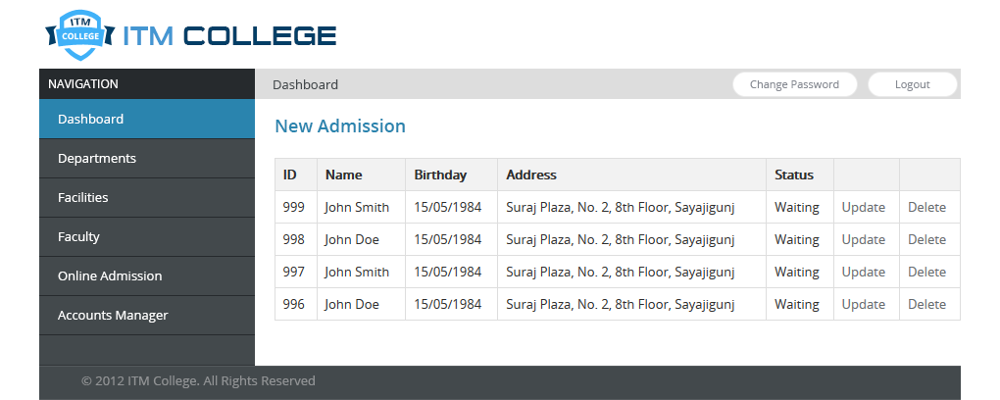 ITM
COLLEGE
ITM COLLEGE
NAVIGATION
Dashboard
Change Password
Logout
Dashboard
Departments
Facilities
Faculty
Online Admission
Accounts Manager
New Admission
ID Name Birthday Address Status
999 John Smith 15/05/1984 Suraj Plaza, No. 2, 8th Floor, Sayajigunj Waiting Update Delete
998 John Doe 15/05/1984 Suraj Plaza, No. 2, 8th Floor, Sayajigunj Waiting Update Delete
997 John Smith 15/05/1984 Suraj Plaza, No. 2, 8th Floor, Sayajigunj Waiting Update Delete
996 John Doe 15/05/1984 Suraj Plaza, No. 2, 8th Floor, Sayajigunj Waiting Update Delete
© 2012 ITM College. All Rights Reserved